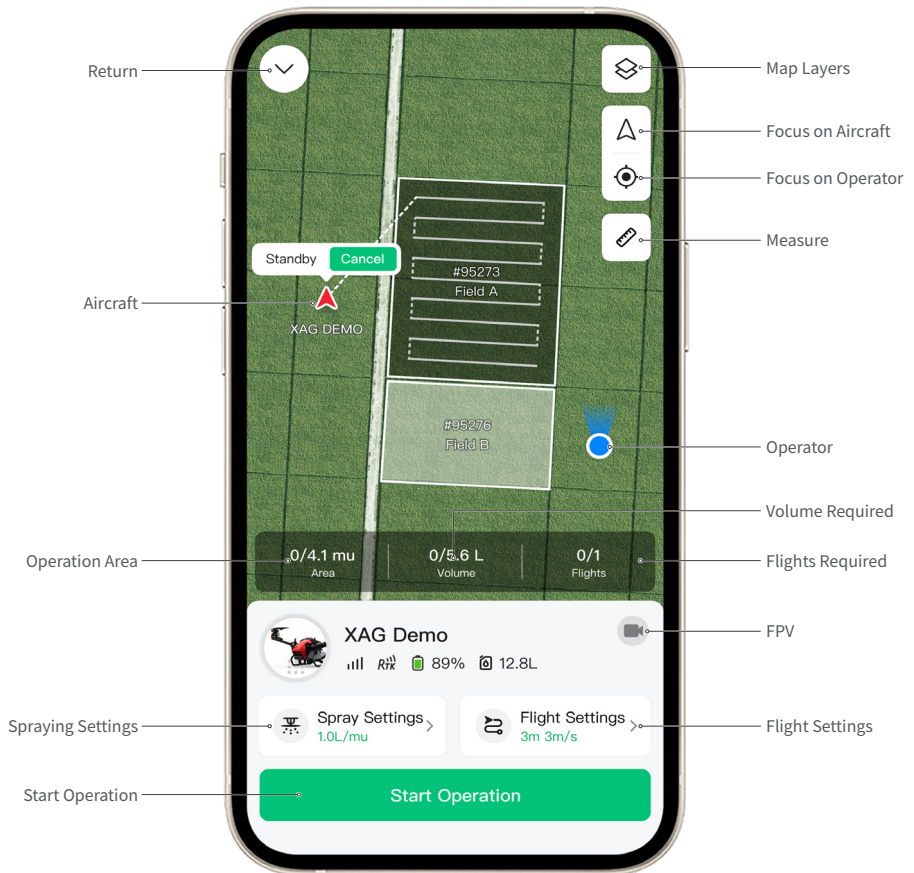 Return
Map Layers
Focus on Aircraft
Focus on Operator
Measure
Standby Cancel
#95273
Field A
Aircraft
XAG DEMO
#95276
Field B
Operator
Volume Required
Operation Area
0/4.1 mu
Area
0/5.6 L
Volume
0/1
Flights
Flights Required
XAG Demo
FPV
RTK 89% 12.8L
Spraying Settings
Spray Settings
1.0L/mu
Flight Settings
3m 3m/s
Flight Settings
Start Operation
Start Operation